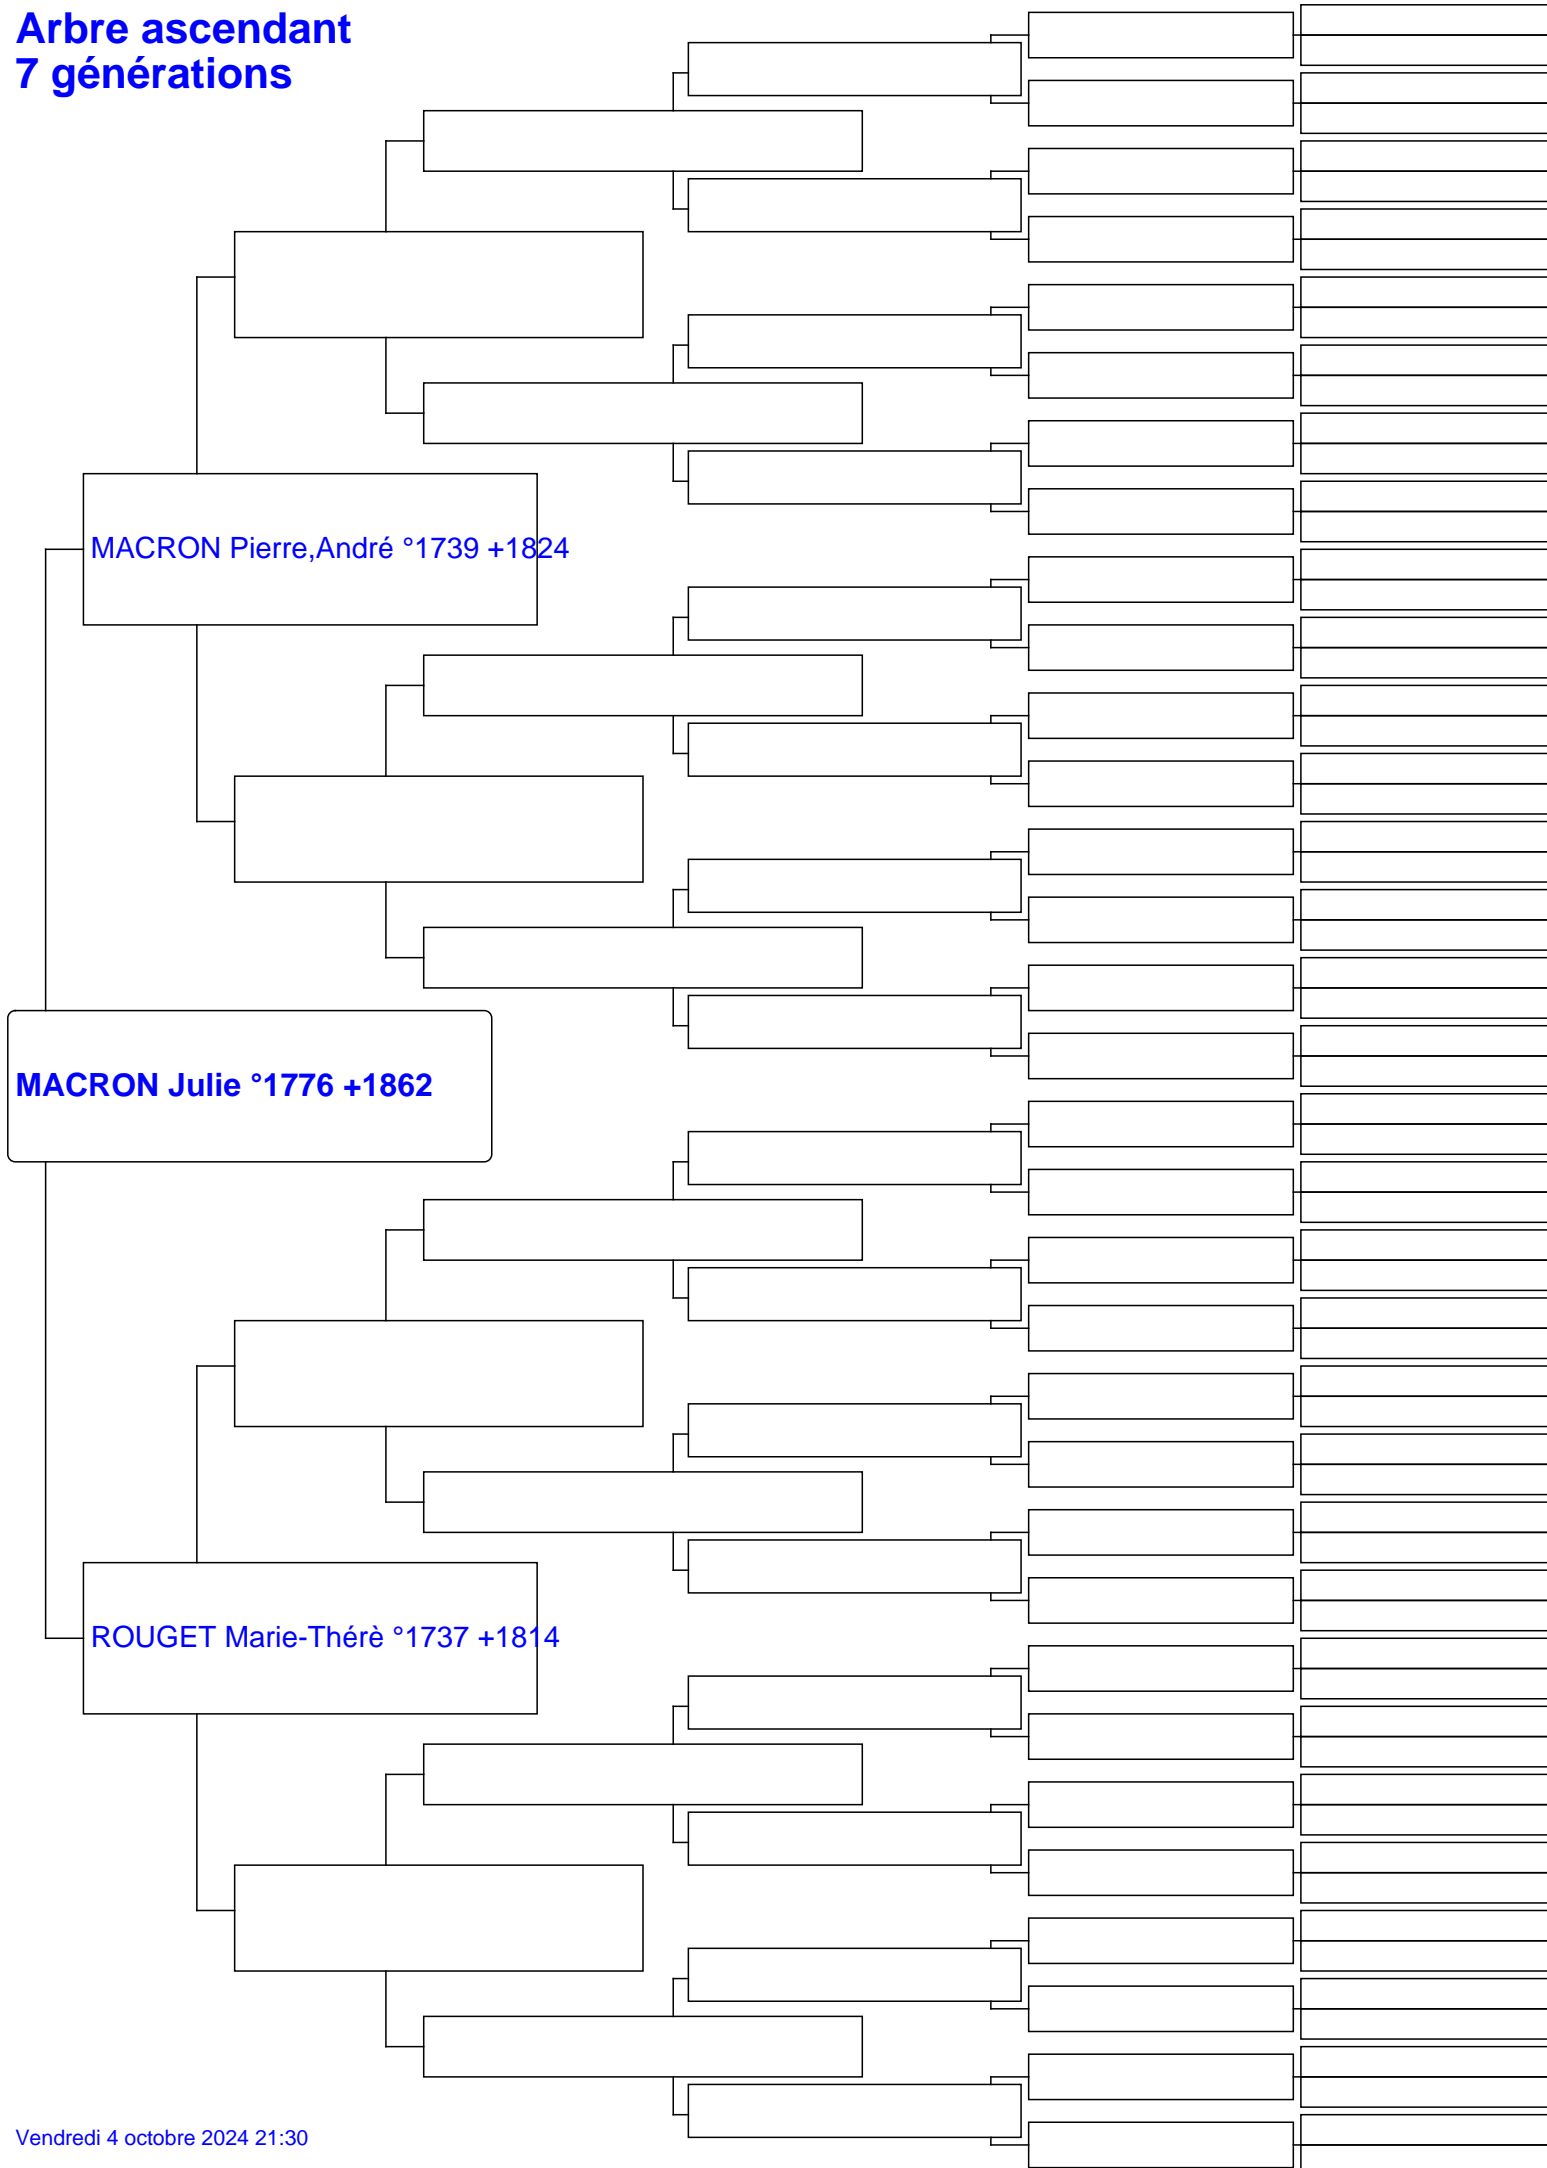 Arbre ascendant
7 générations
MACRON Pierre,André °1739 +1824
MACRON Julie °1776 +1862
ROUGET Marie-Thérè °1737 +1814
Vendredi 4 octobre 2024 21:30